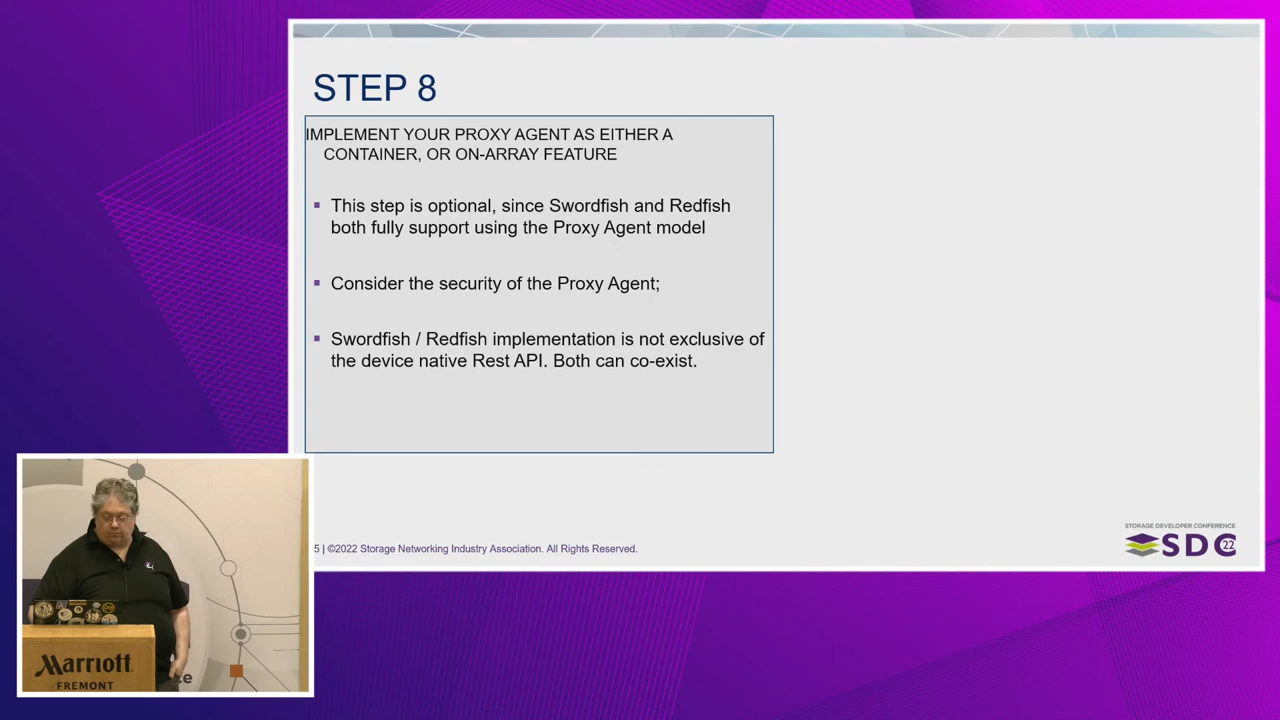 STEP 8
IMPLEMENT YOUR PROXY AGENT AS EITHER A
CONTAINER, OR ON-ARRAY FEATURE
▪ This step is optional, since Swordfish and Redfish
both fully support using the Proxy Agent model
▪ Consider the security of the Proxy Agent;
▪ Swordfish / Redfish implementation is not exclusive of
the device native Rest API. Both can co-exist.
5 | ©2022 Storage Networking Industry Association. All Rights Reserved.
STORAGE DEVELOPER CONFERENCE
SDC 22
Marriott
FREMONT